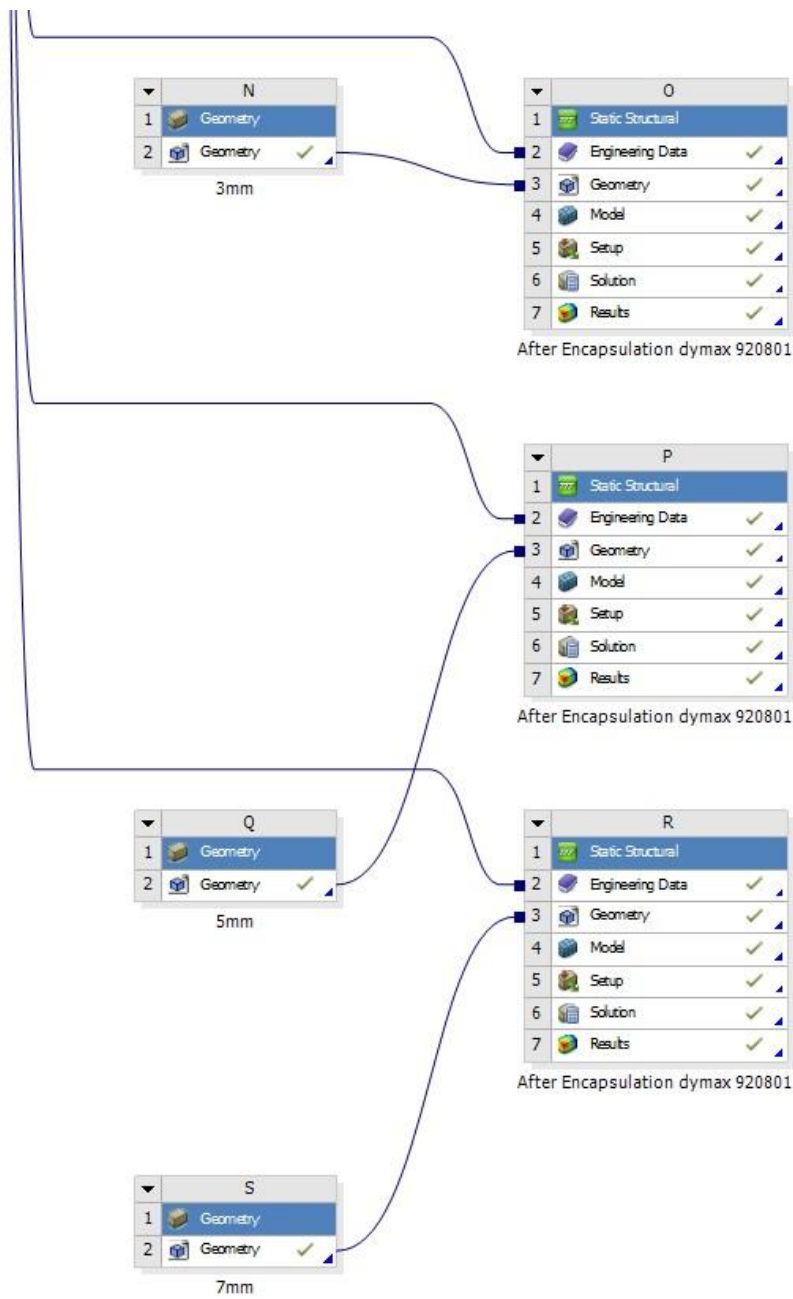 N
1 Geometry
2 Geometry
3mm
O
1 Static Structural
2 Engineering Data
3 Geometry
4 Model
5 Setup
6 Solution
7 Results
After Encapsulation dymax 920801
P
1 Static Structural
2 Engineering Data
3 Geometry
4 Model
5 Setup
6 Solution
7 Results
After Encapsulation dymax 920801
Q
1 Geometry
2 Geometry
5mm
R
1 Static Structural
2 Engineering Data
3 Geometry
4 Model
5 Setup
6 Solution
7 Results
After Encapsulation dymax 920801
S
1 Geometry
2 Geometry
7mm